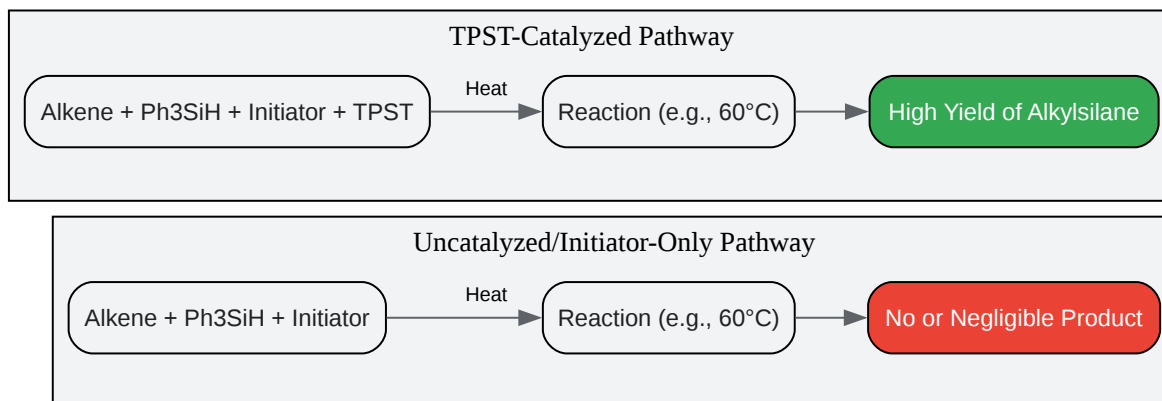 TPST-Catalyzed Pathway
Alkene + Ph3SiH + Initiator + TPST
Heat
Reaction (e.g., 60°C)
High Yield of Alkylsilane
Uncatalyzed/Initiator-Only Pathway
Alkene + Ph3SiH + Initiator
Heat
Reaction (e.g., 60°C)
No or Negligible Product